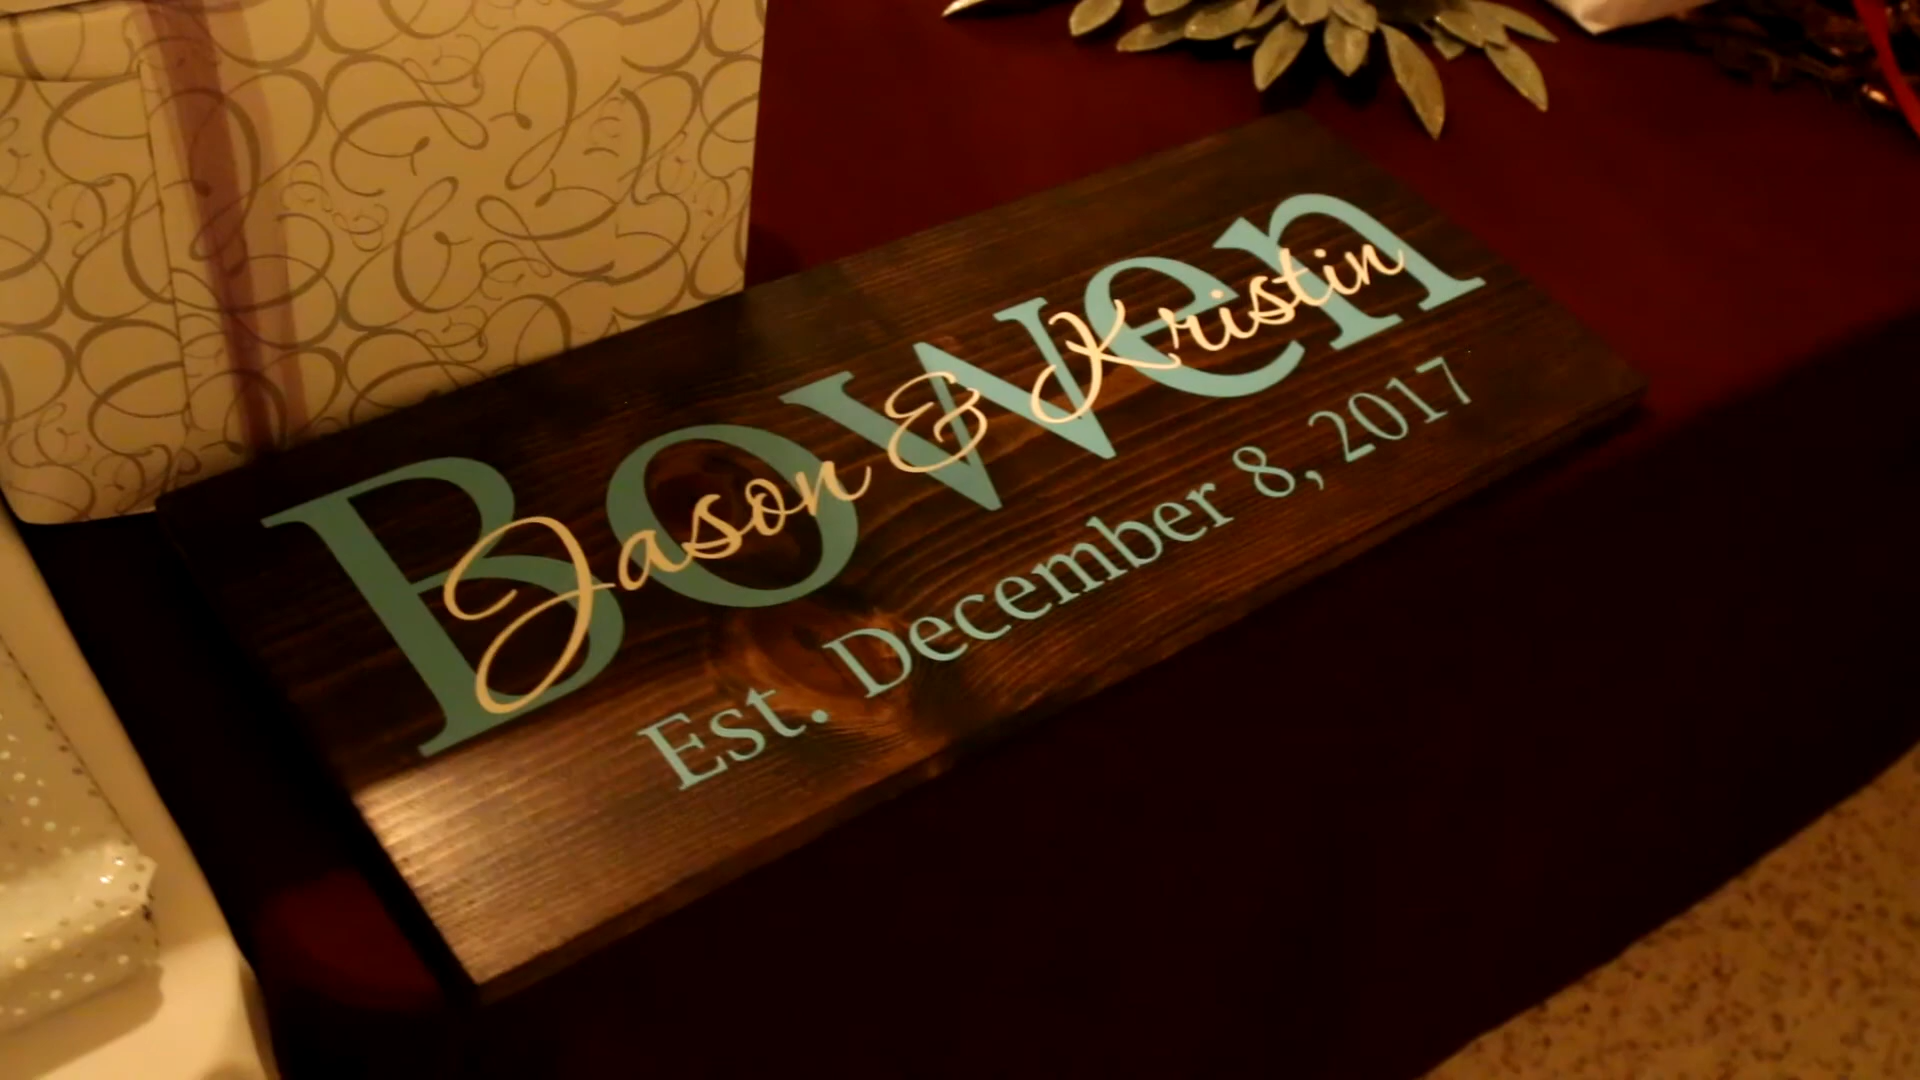 Bowen
Jason & Kristin
Est. December 8, 2017